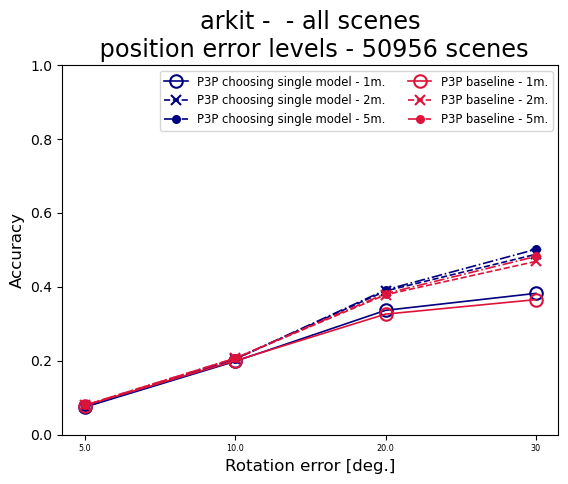 arkit -  - all scenes
position error levels - 50956 scenes
P3P choosing single model - 1m.
P3P choosing single model - 2m.
P3P choosing single model - 5m.
P3P baseline - 1m.
P3P baseline - 2m.
P3P baseline - 5m.
Accuracy
1.0
0.8
0.6
0.4
0.2
0.0
5.0 10.0 20.0 30
Rotation error [deg.]